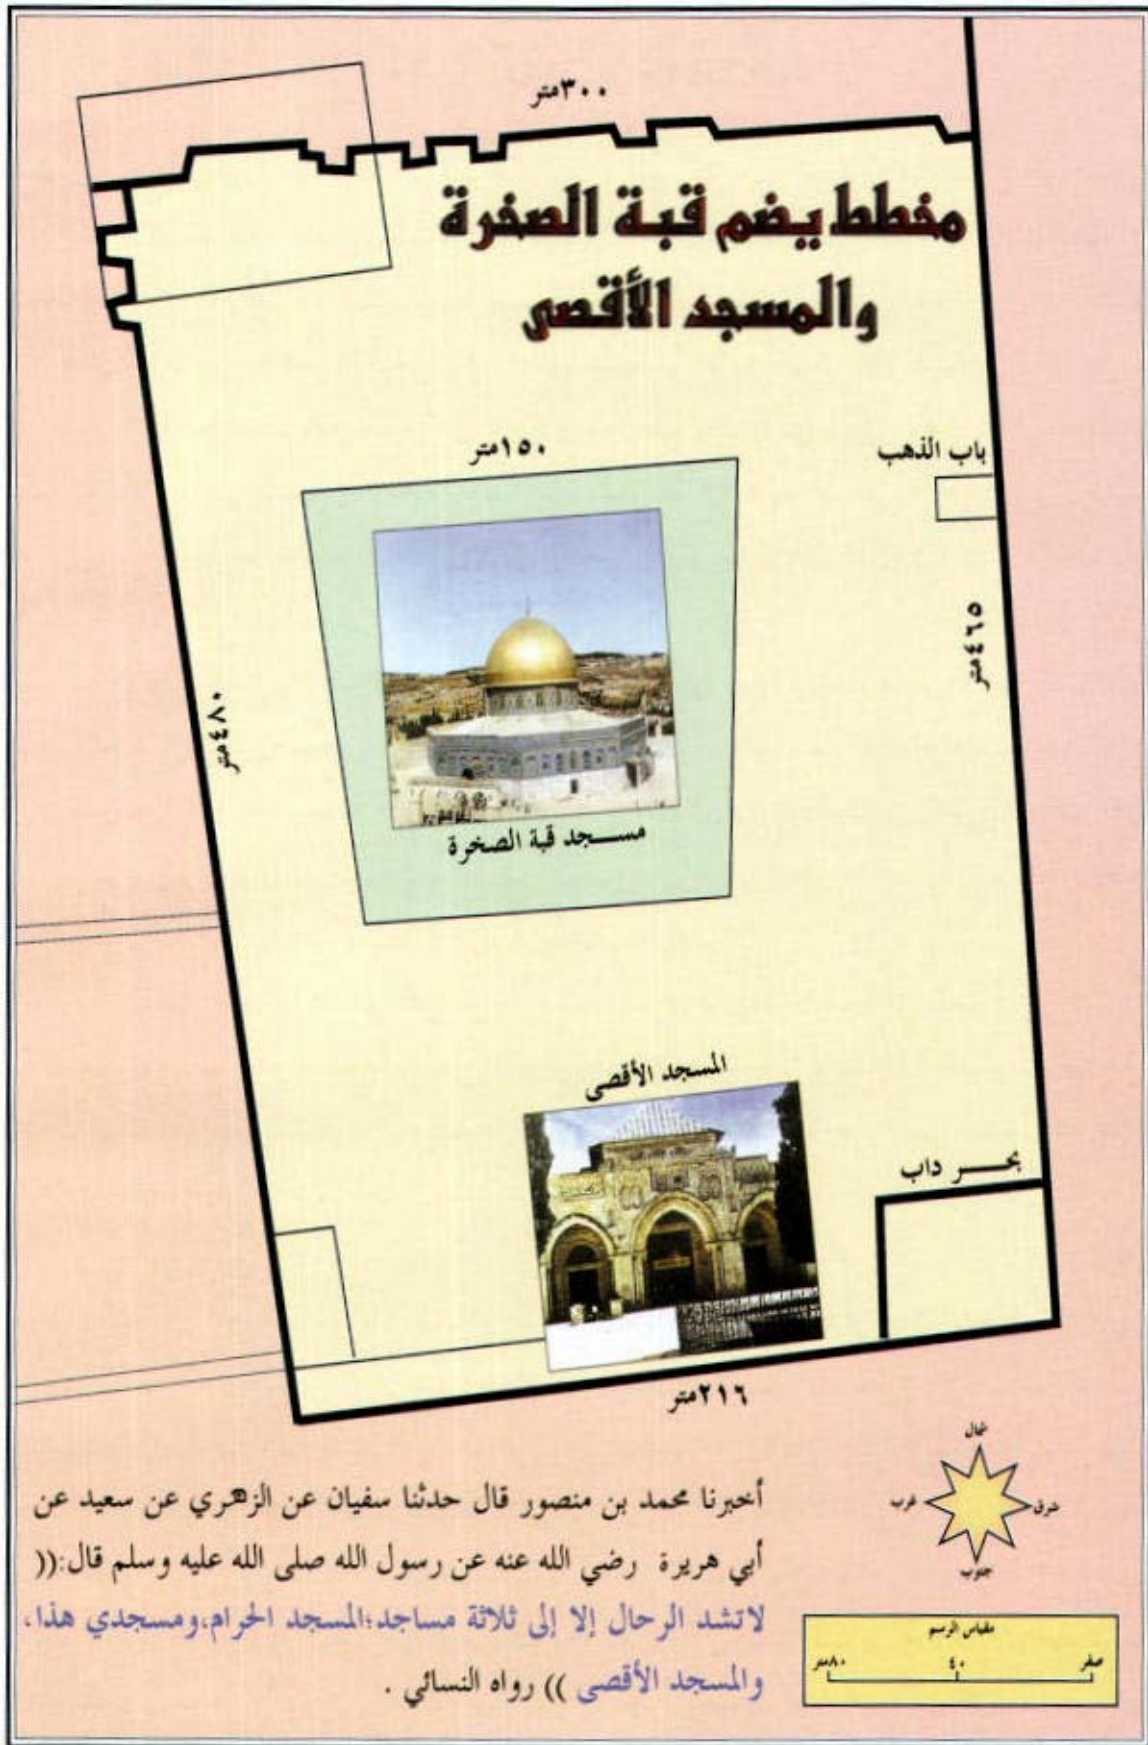 ٣٠٠متر
مخطط يضم قبة الصخرة
والمسجد الأقصى
١٥٠متر
باب الذهب
٤٦٥متر
٤٨٠متر
مســجد قبة الصخرة
المسجد الأقصى
بحــر داب
٢١٦متر
شمال
شرق
غرب
جنوب
أخبرنا محمد بن منصور قال حدثنا سفيان عن الزهري عن سعيد عن
أبي هريرة رضي الله عنه عن رسول الله صلى الله عليه وسلم قال:((
لاتشد الرحال إلا إلى ثلاثة مساجد؛المسجد الحرام،ومسجدي هذا،
والمسجد الأقصى )) رواه النسائي .
مقياس الرسم
صفر ٤٠ ٨٠متر